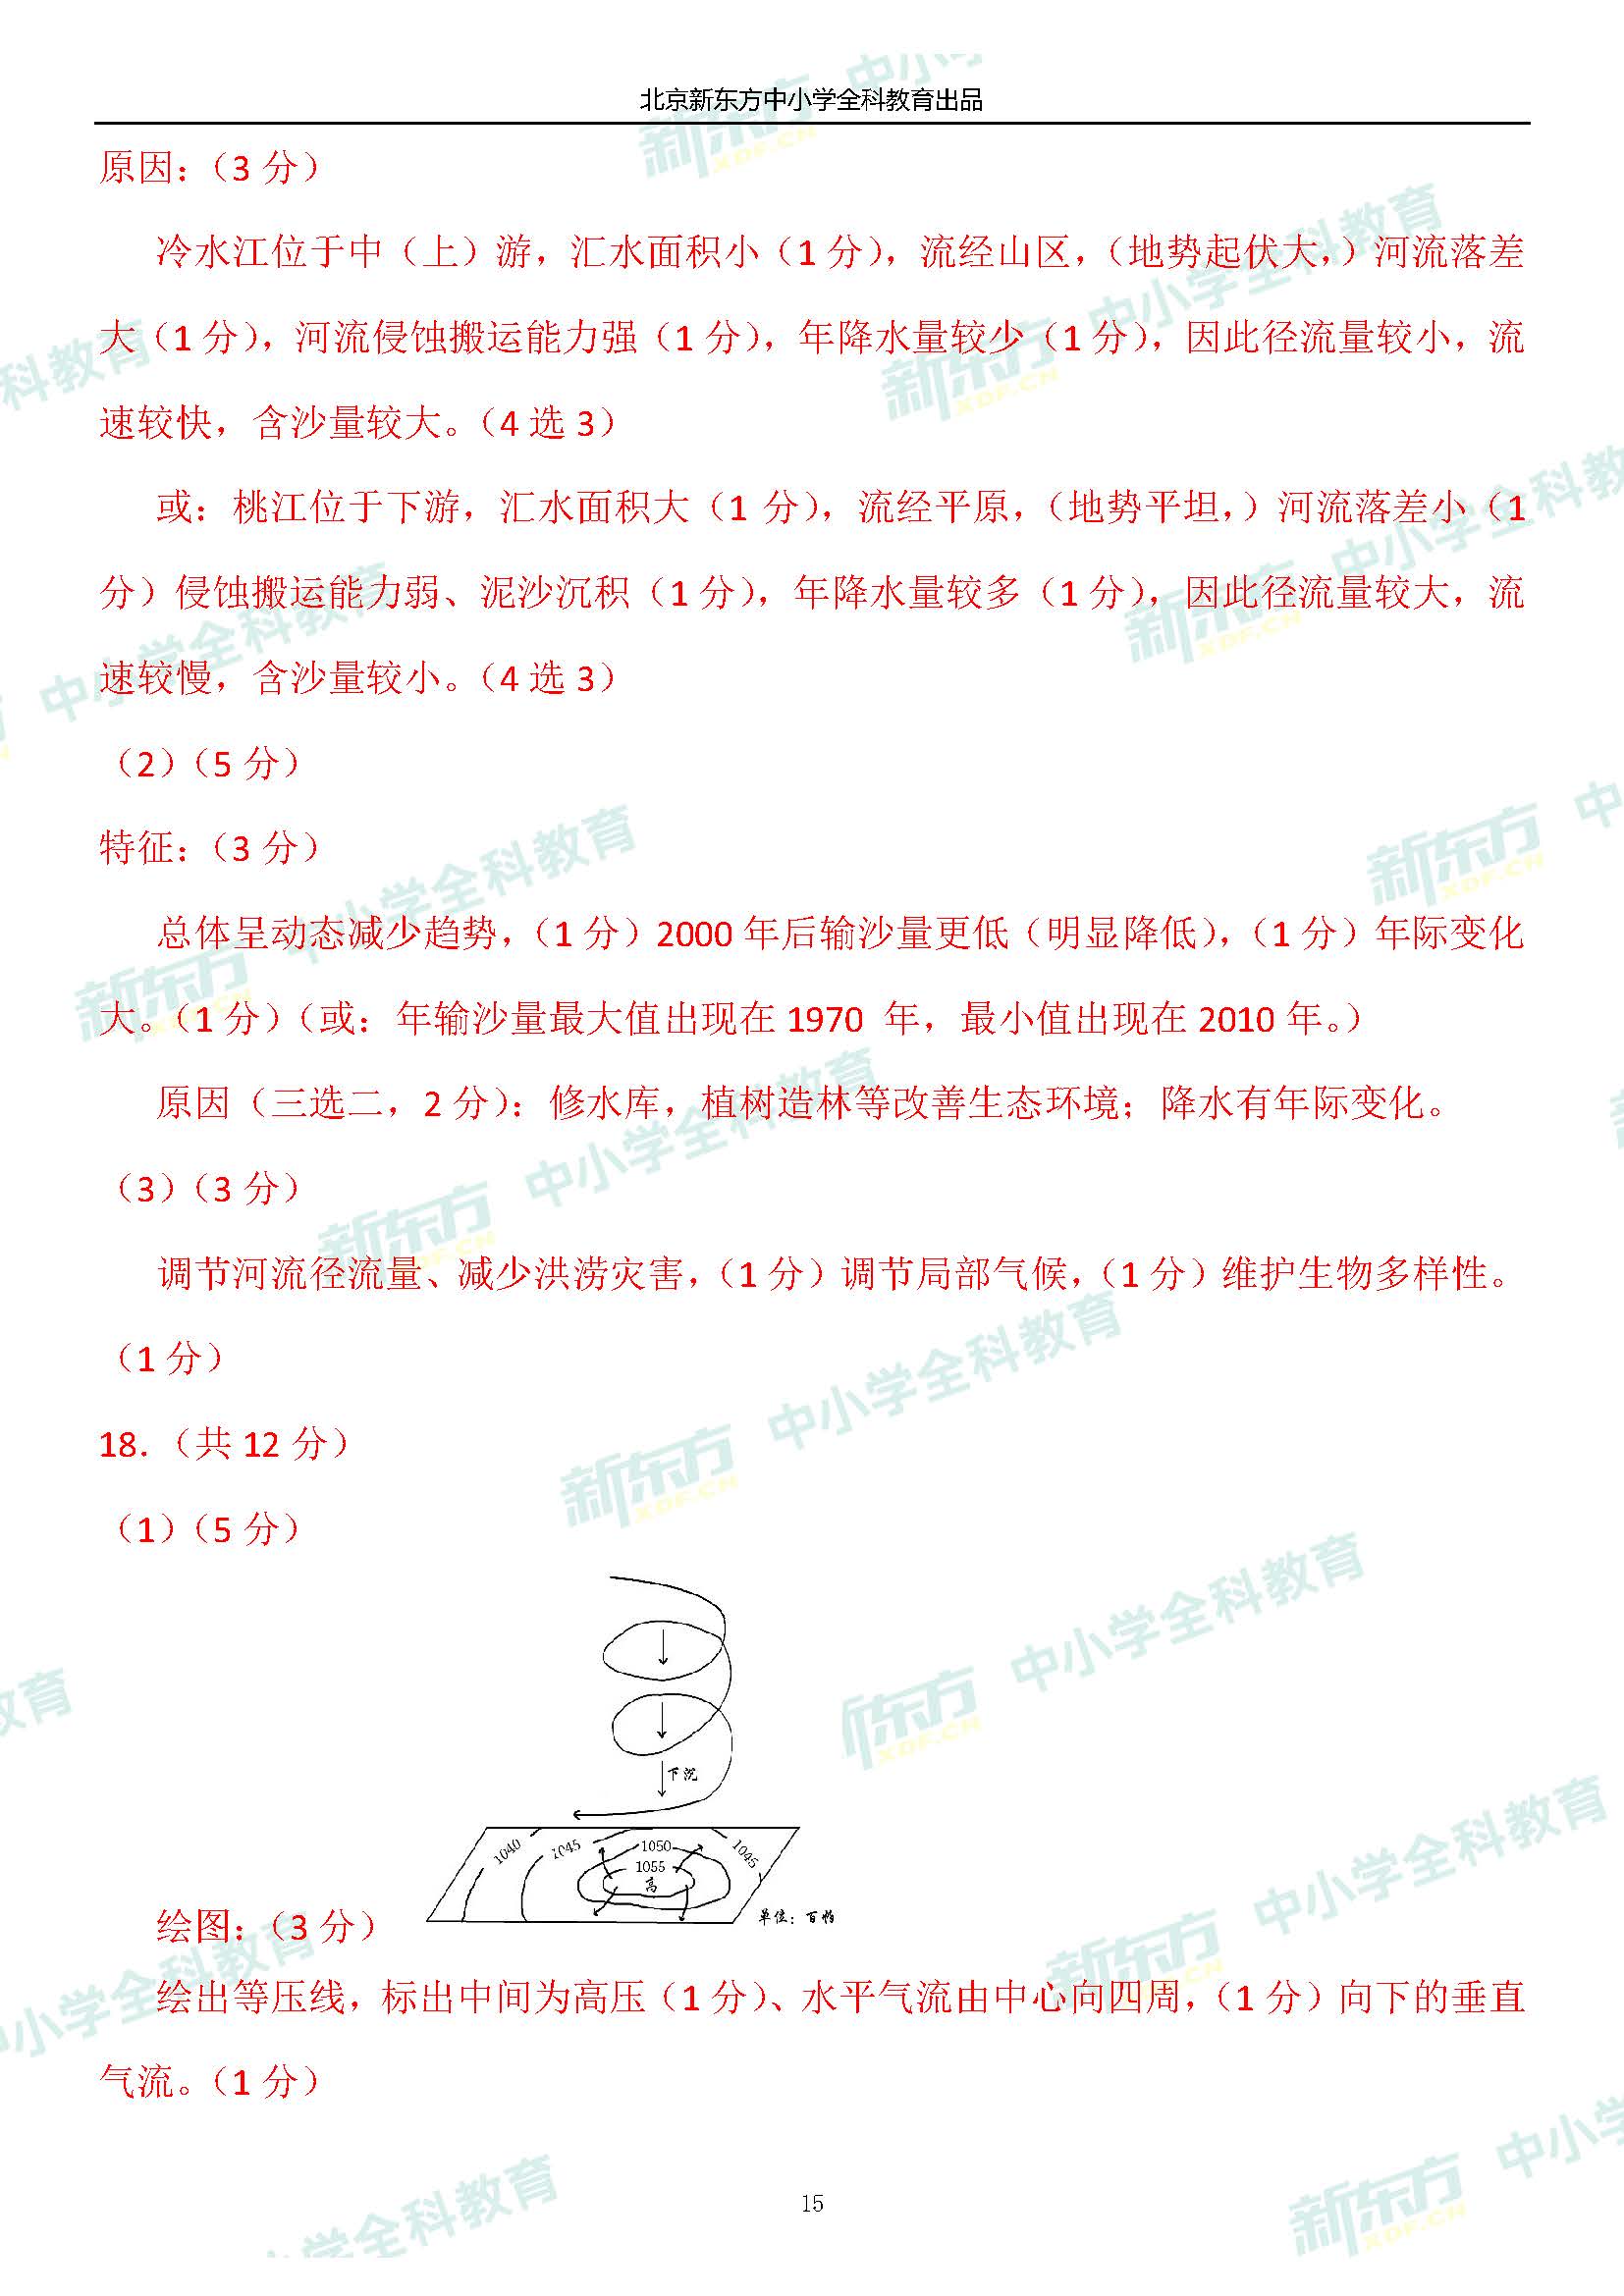 北京新东方中小学全科教育出品
原因：（3 分）
冷水江位于中（上）游，汇水面积小（1 分），流经山区，（地势起伏大，）河流落差
大（1 分），河流侵蚀搬运能力强（1 分），年降水量较少（1 分），因此径流量较小，流
速较快，含沙量较大。（4 选 3）
或：桃江位于下游，汇水面积大（1 分），流经平原，（地势平坦，）河流落差小（1
分）侵蚀搬运能力弱、泥沙沉积（1 分），年降水量较多（1 分），因此径流量较大，流
速较慢，含沙量较小。（4 选 3）
（2）（5 分）
特征：（3 分）
总体呈动态减少趋势，（1 分）2000 年后输沙量更低（明显降低），（1 分）年际变化
大。（1 分）（或：年输沙量最大值出现在 1970 年，最小值出现在 2010 年。）
原因（三选二，2 分）：修水库，植树造林等改善生态环境；降水有年际变化。
（3）（3 分）
调节河流径流量、减少洪涝灾害，（1 分）调节局部气候，（1 分）维护生物多样性。
（1 分）
18．（共 12 分）
（1）（5 分）
下沉
1040
1045
1050
1045
1055
高
单位：百帕
绘图：（3 分）
绘出等压线，标出中间为高压（1 分）、水平气流由中心向四周，（1 分）向下的垂直
气流。（1 分）
15
新东方 XDF.CN 中小学全科教育